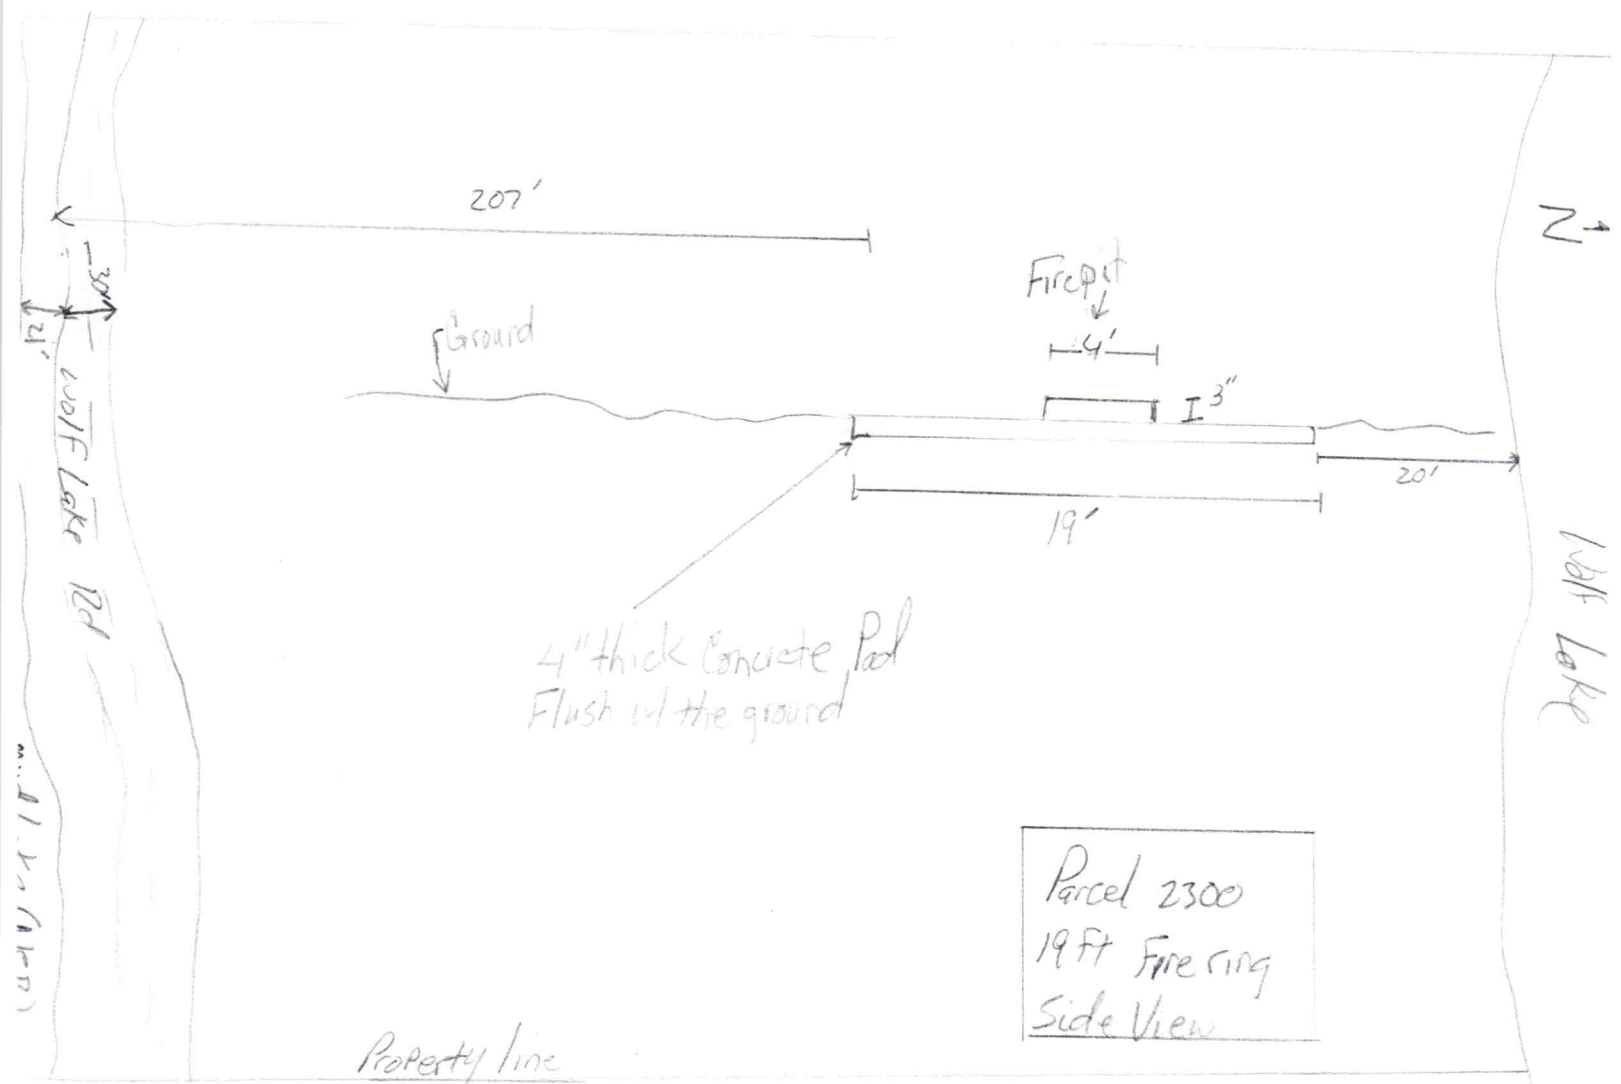 207'
N
30'
21'
Firepit
4'
Ground
3"
20'
19'
Wolf Lake Rd
Wolf Lake
4" thick Concrete Pad
Flush w/ the ground
Parcel 2300
19 Ft Fire ring
Side View
Property line